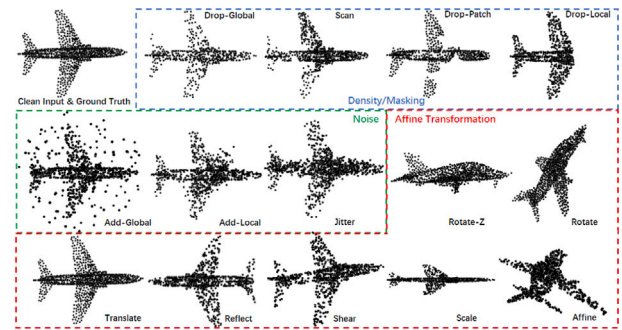 Drop-Global
Scan
Drop-Patch
Drop-Local
Clean Input & Ground Truth
Density/Masking
Noise
Affine Transformation
Add-Global
Add-Local
Jitter
Rotate-Z
Rotate
Translate
Reflect
Shear
Scale
Affine